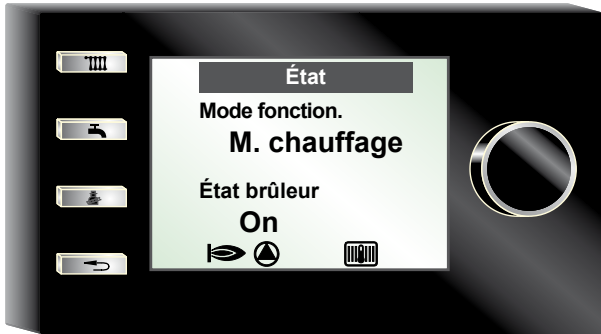 État
Mode fonction.
M. chauffage
État brûleur
On